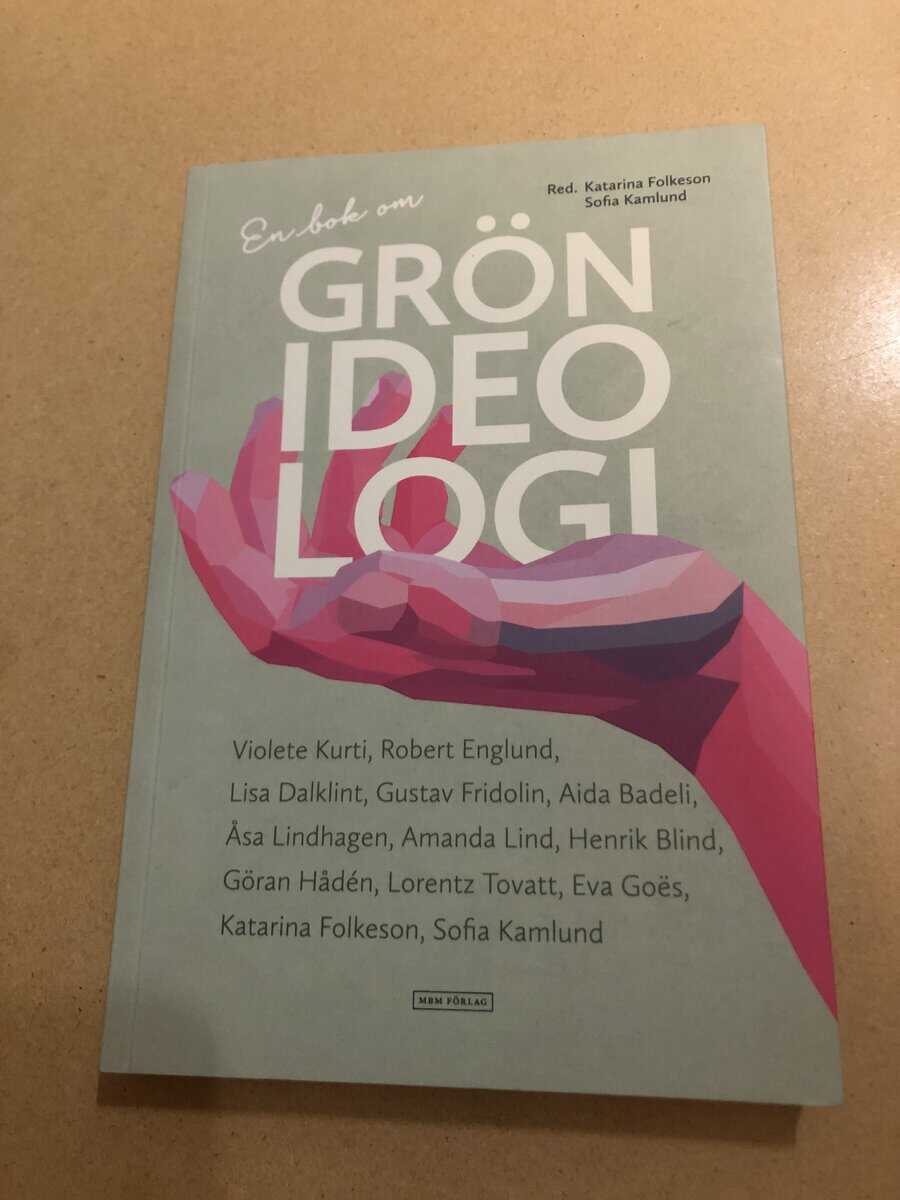 Red. Katarina Folkeson
Sofia Kamlund
En bok om
GRÖN
IDEO
LOGI
Violete Kurti, Robert Englund,
Lisa Dalklint, Gustav Fridolin, Aida Badeli,
Åsa Lindhagen, Amanda Lind, Henrik Blind,
Göran Hådén, Lorentz Tovatt, Eva Goës,
Katarina Folkeson, Sofia Kamlund
MBM FÖRLAG